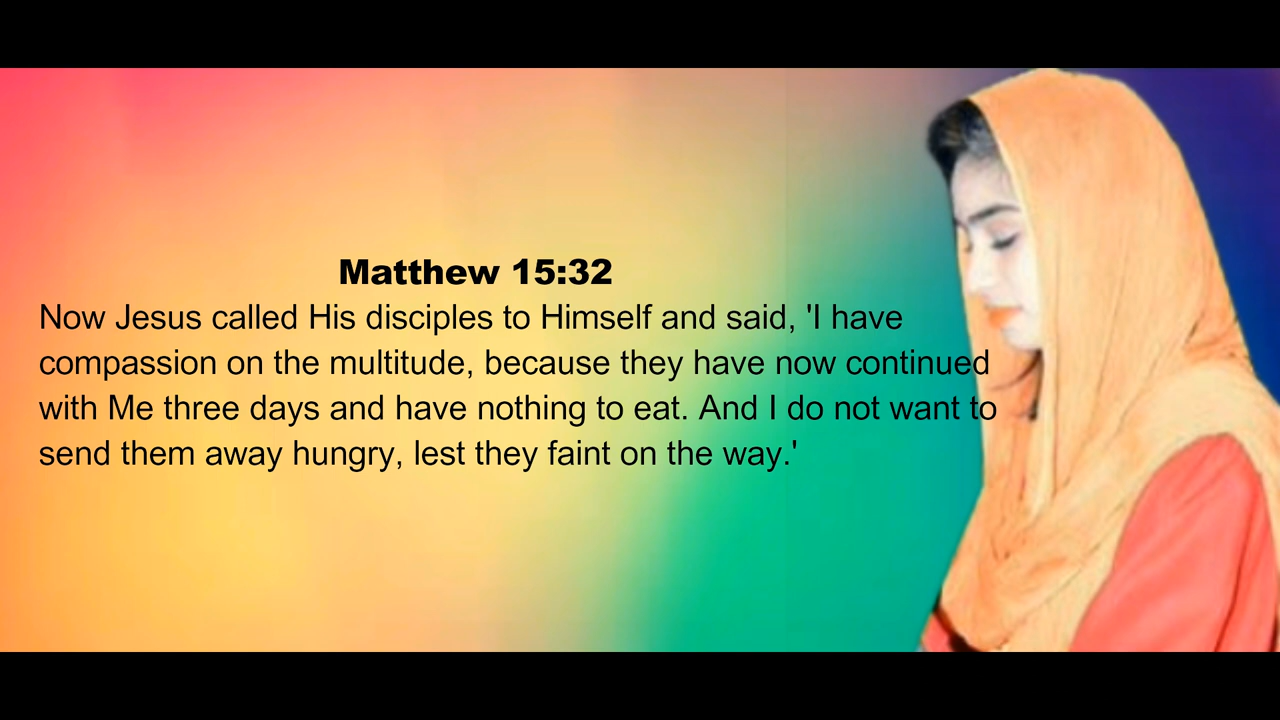 Matthew 15:32
Now Jesus called His disciples to Himself and said, 'I have
compassion on the multitude, because they have now continued
with Me three days and have nothing to eat. And I do not want to
send them away hungry, lest they faint on the way.'